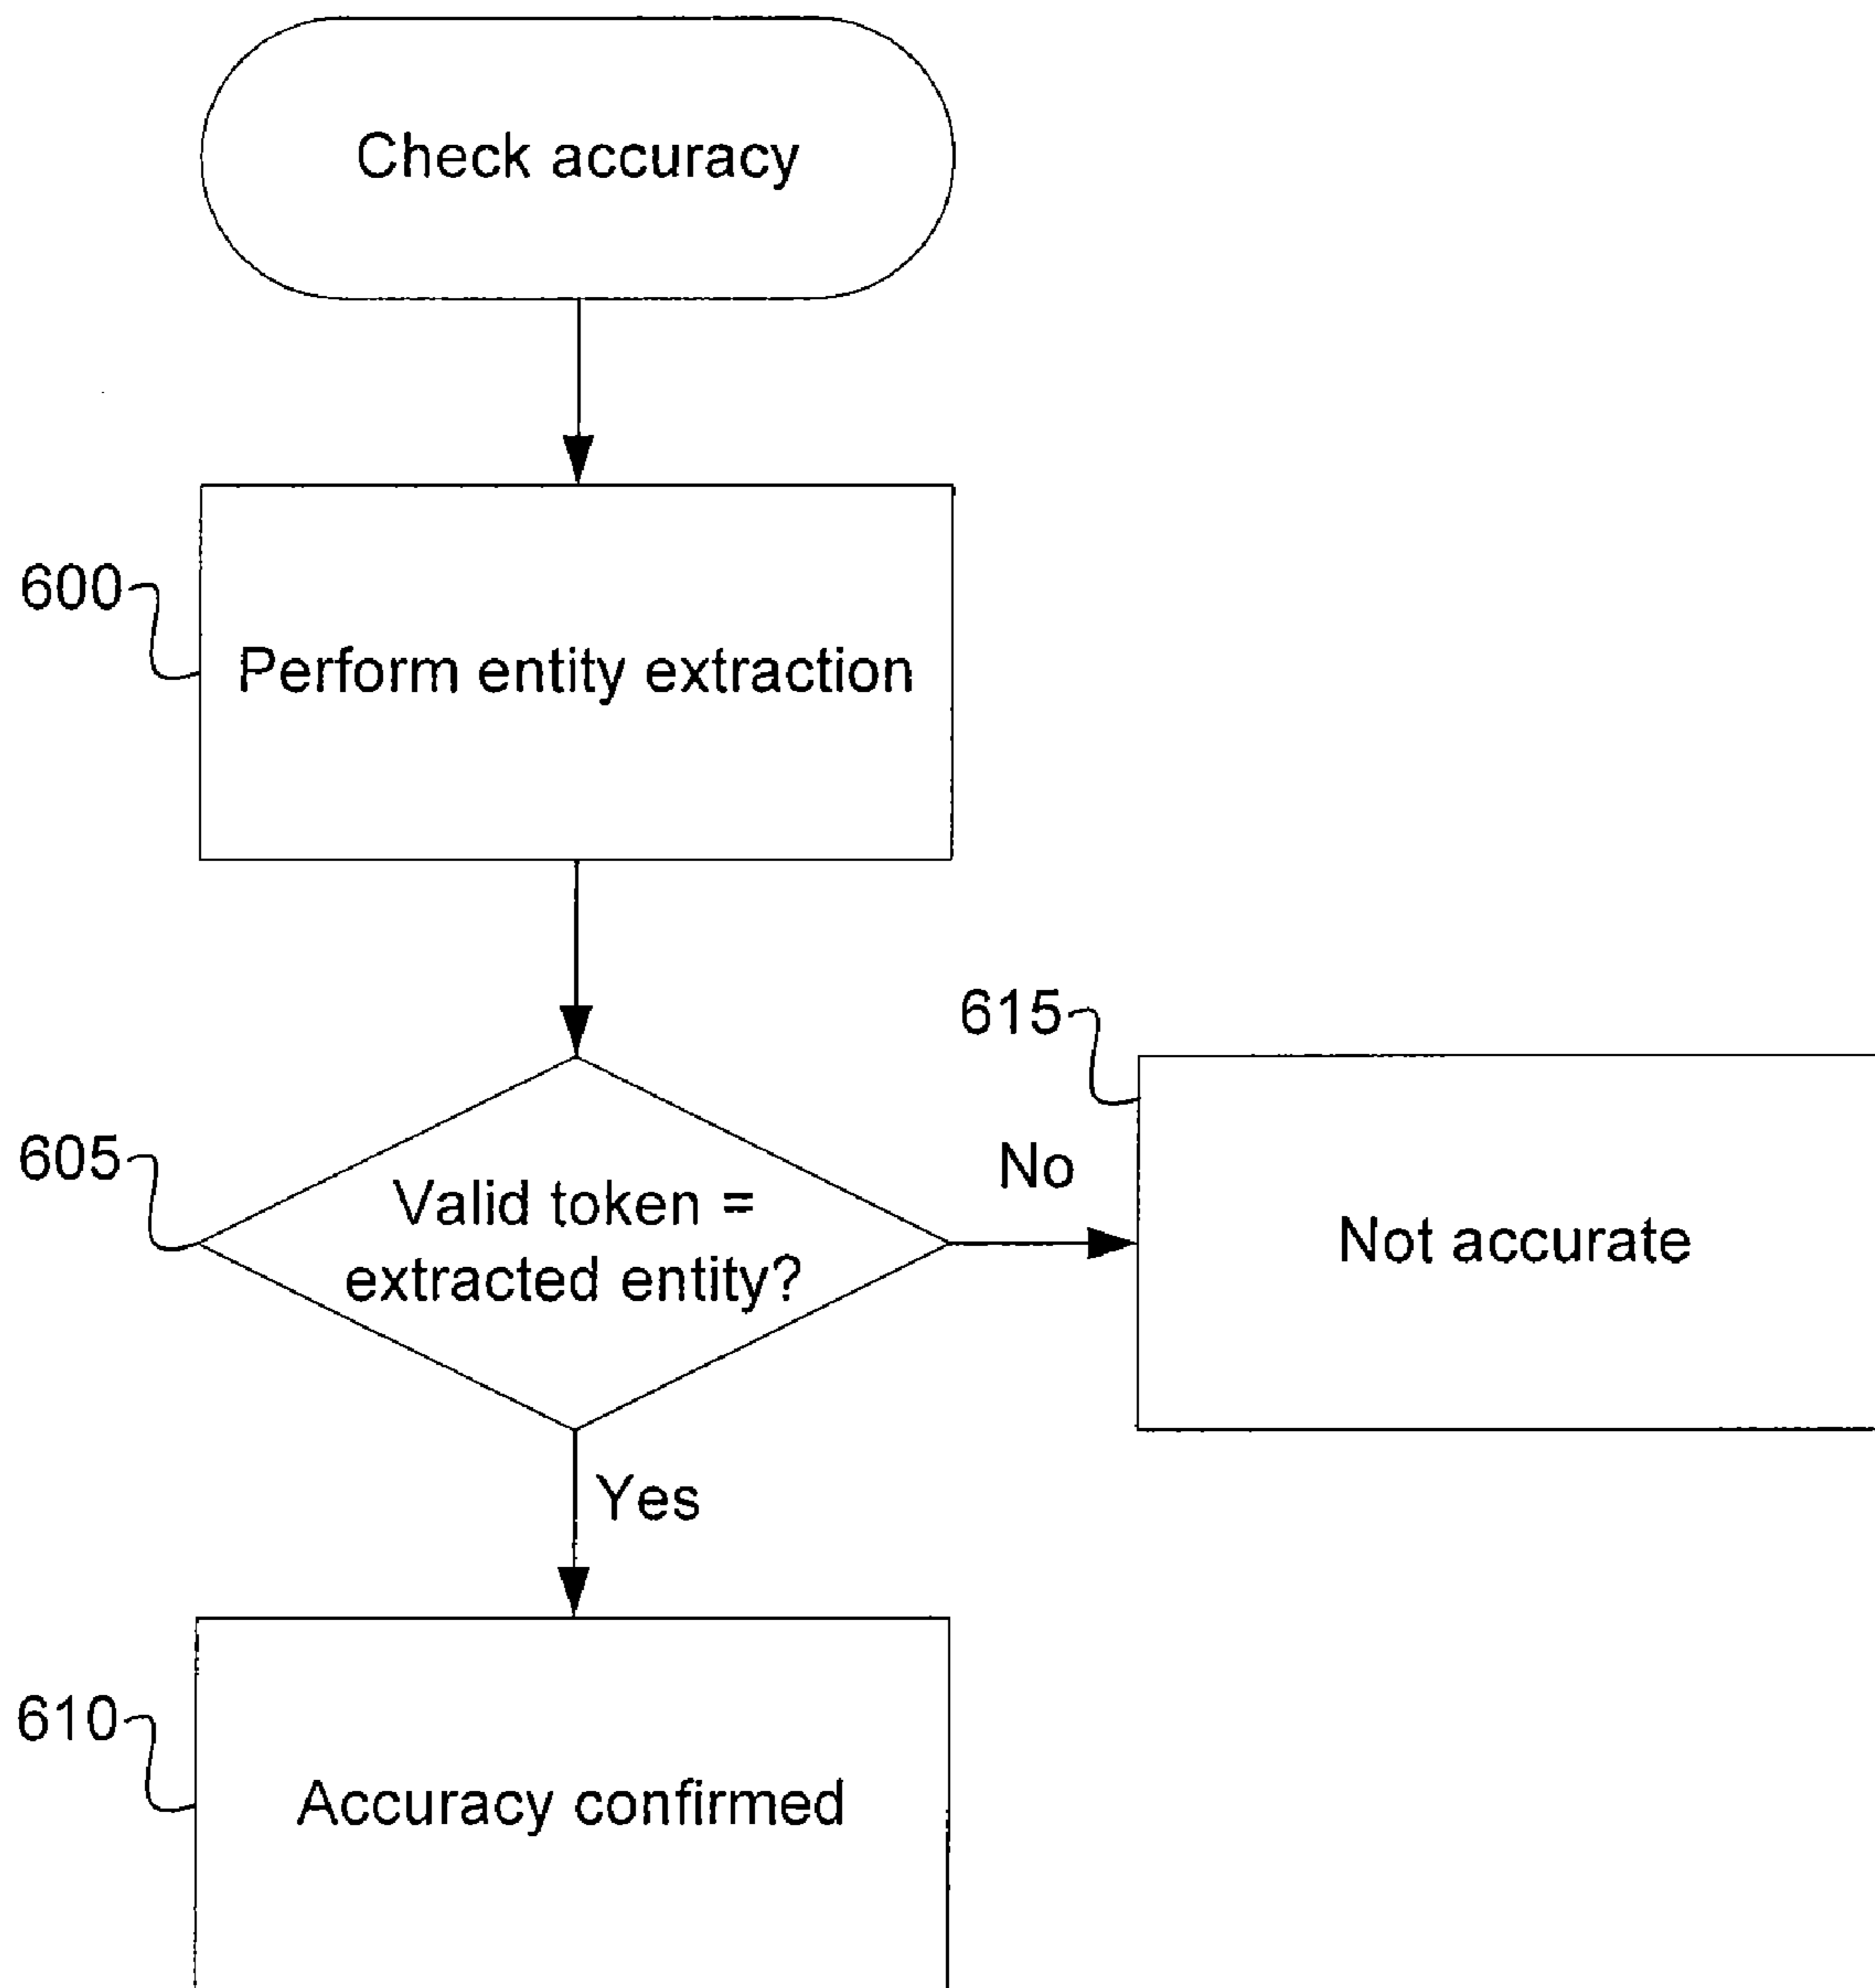 Check accuracy
600
Perform entity extraction
615
605
Valid token =
extracted entity?
No
Not accurate
Yes
610
Accuracy confirmed